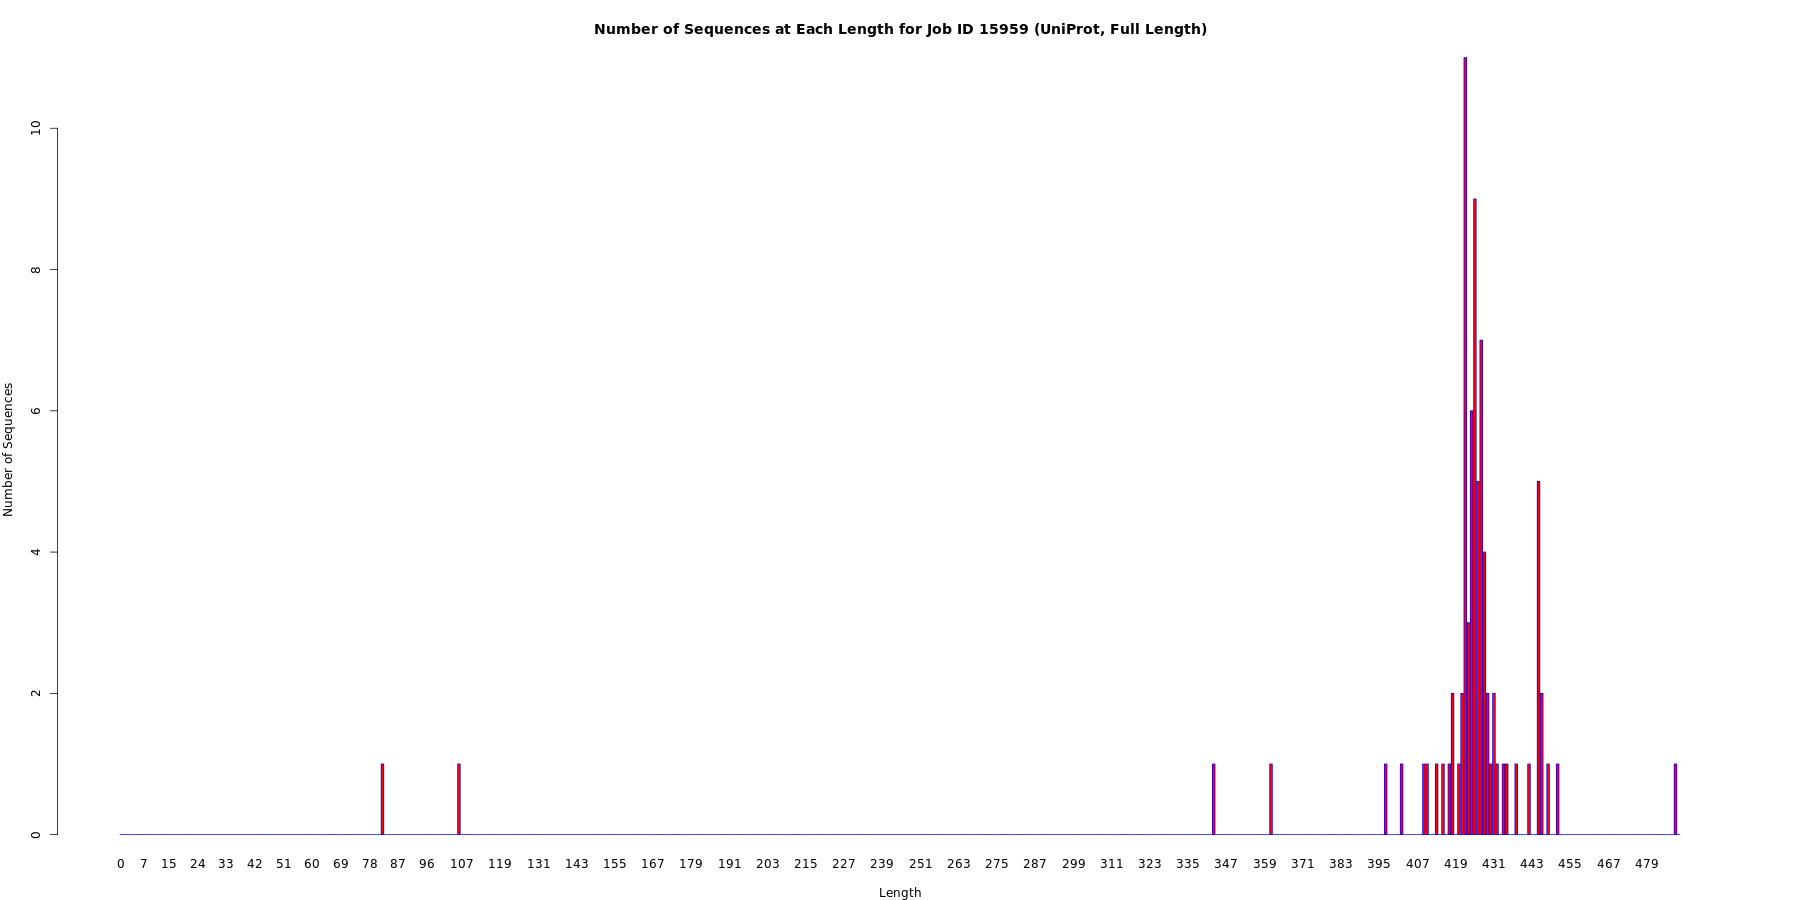 Number of Sequences at Each Length for Job ID 15959 (UniProt, Full Length)
Number of Sequences
10
8
6
4
2
0
0 7 15 24 33 42 51 60 69 78 87 96 107 119 131 143 155 167 179 191 203 215 227 239 251 263 275 287 299 311 323 335 347 359 371 383 395 407 419 431 443 455 467 479
Length